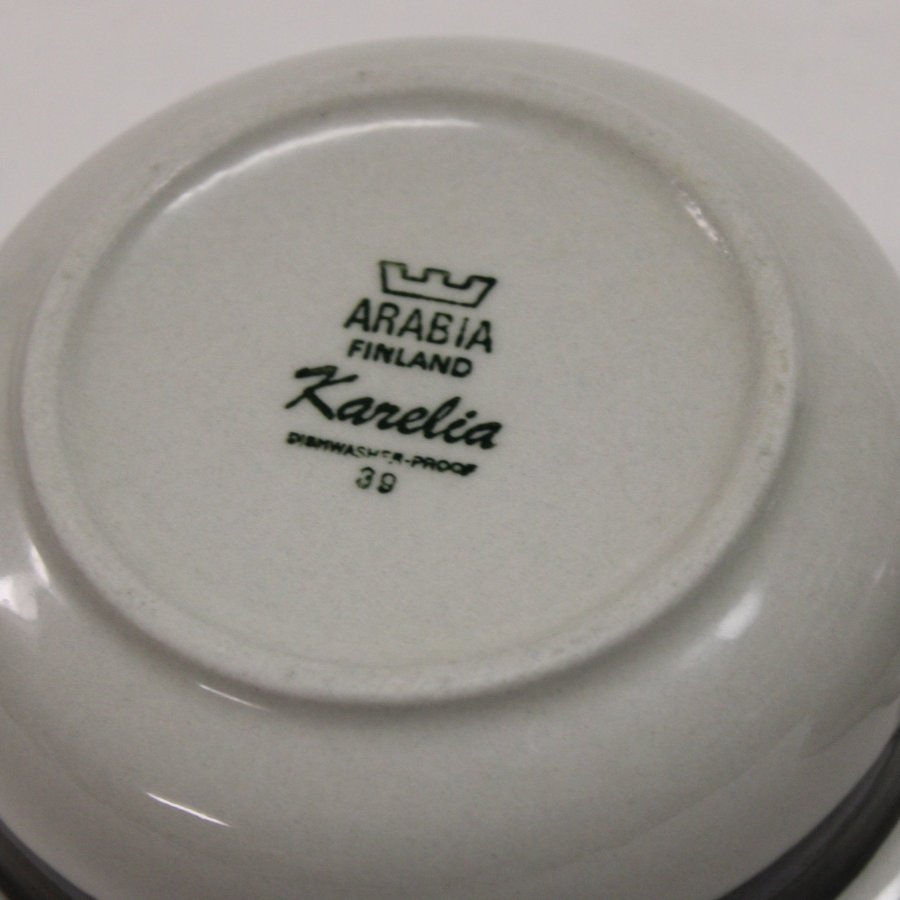 ARABIA
FINLAND
Karelia
DISHWASHER-PROOF
39